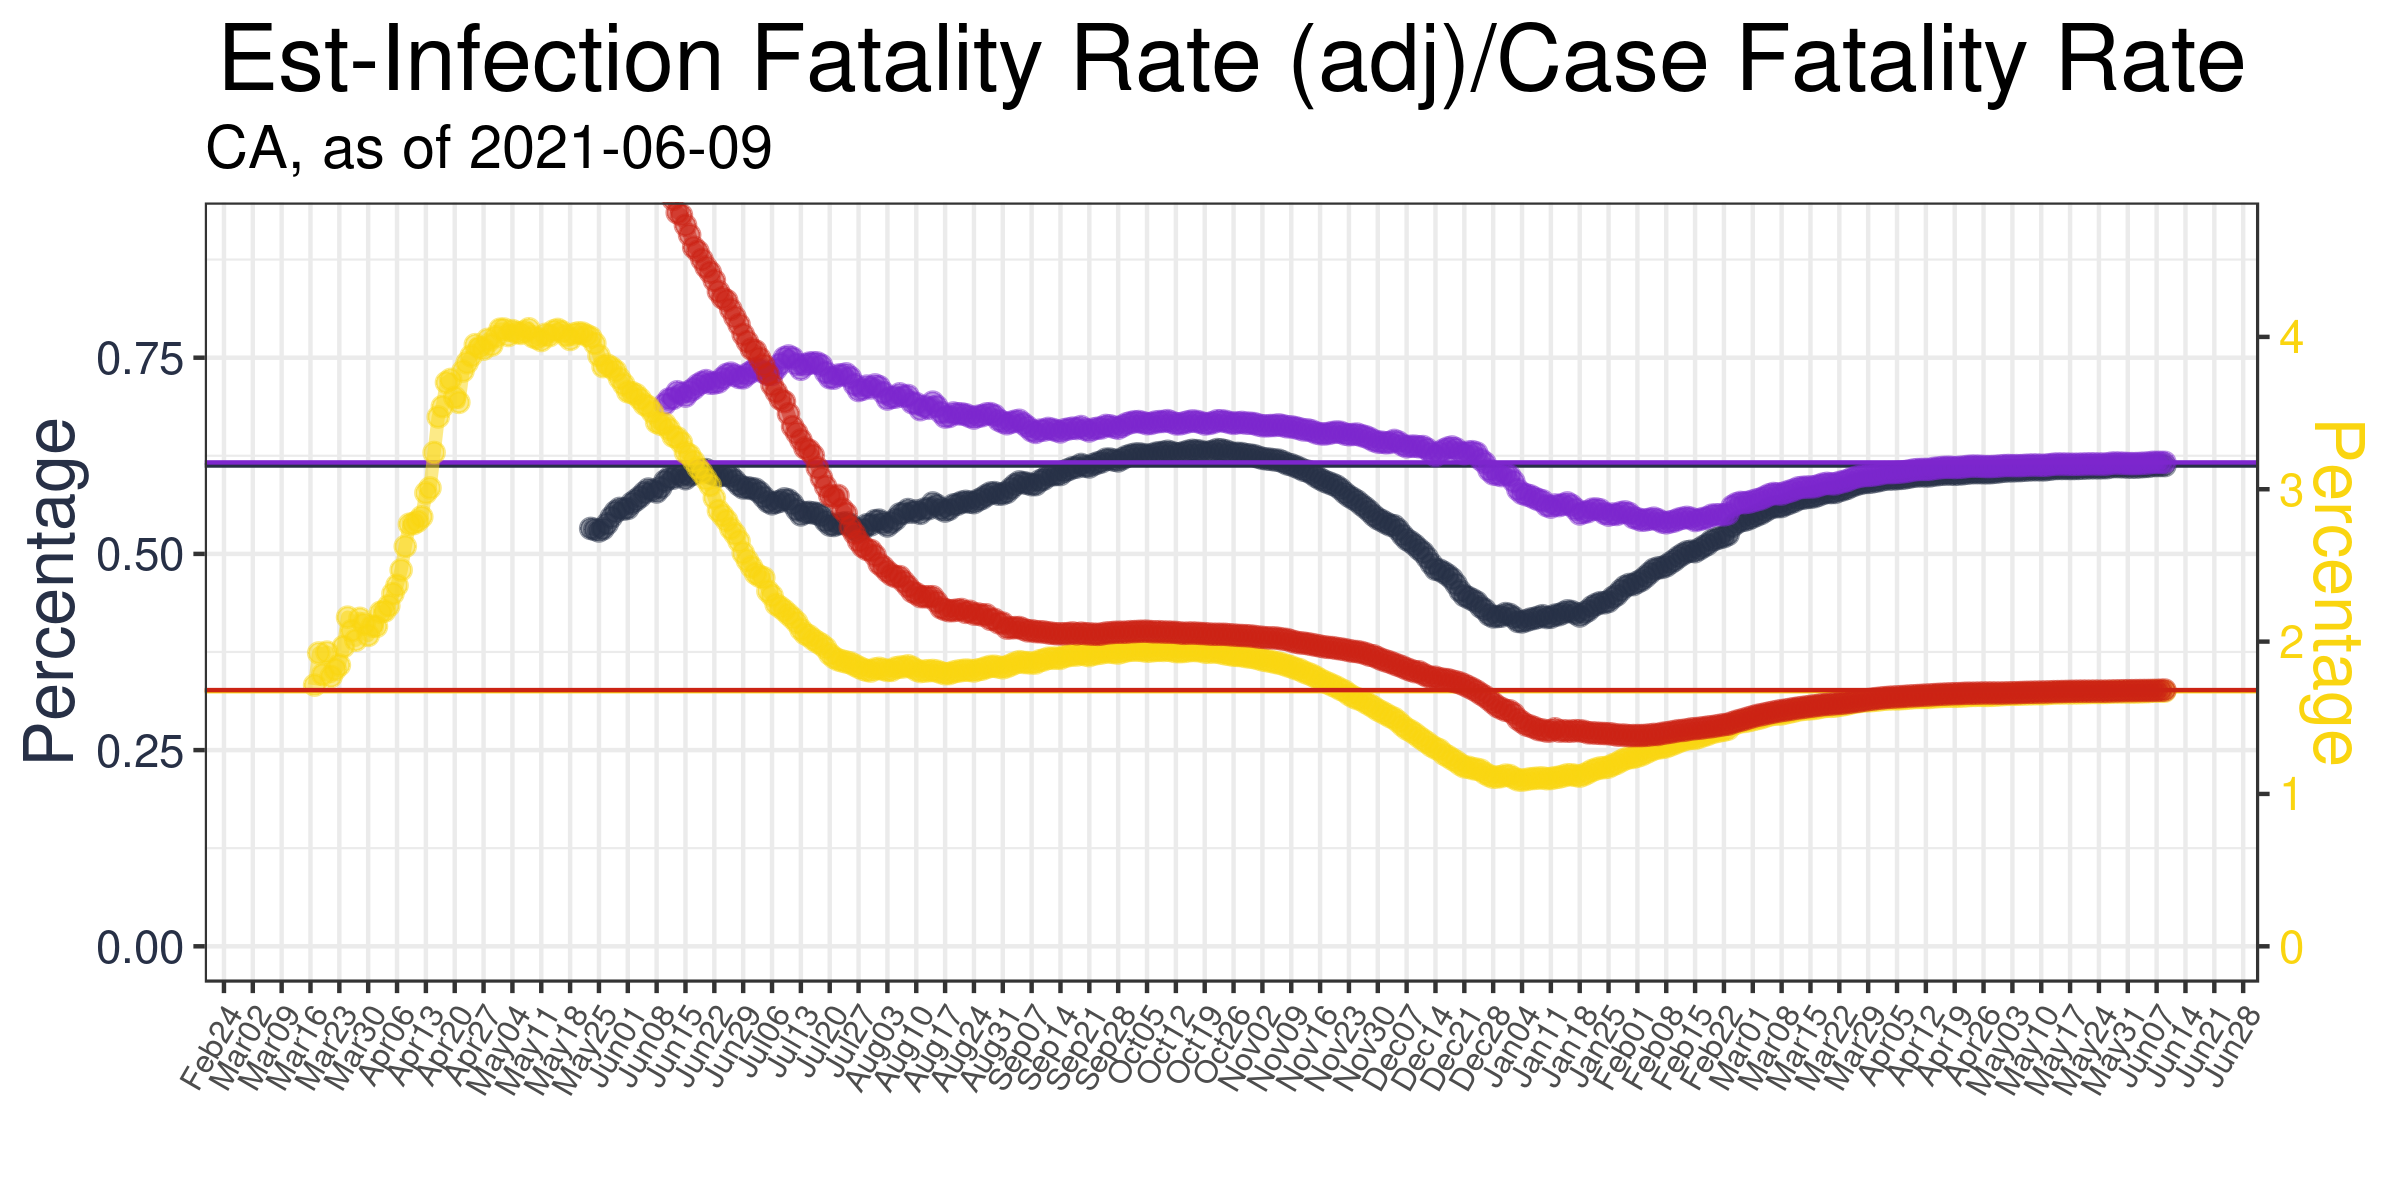 Est-Infection Fatality Rate (adj)/Case Fatality Rate
CA, as of 2021-06-09
Percentage
0.75
0.50
0.25
0.00
4
3
2
1
0
Percentage
Feb24
Mar02
Mar09
Mar16
Mar23
Mar30
Apr06
Apr13
Apr20
Apr27
May04
May11
May18
May25
Jun01
Jun08
Jun15
Jun22
Jun29
Jul06
Jul13
Jul20
Jul27
Aug03
Aug10
Aug17
Aug24
Aug31
Sep07
Sep14
Sep21
Sep28
Oct05
Oct12
Oct19
Oct26
Nov02
Nov09
Nov16
Nov23
Nov30
Dec07
Dec14
Dec21
Dec28
Jan04
Jan11
Jan18
Jan25
Feb01
Feb08
Feb15
Feb22
Mar01
Mar08
Mar15
Mar22
Mar29
Apr05
Apr12
Apr19
Apr26
May03
May10
May17
May24
May31
Jun07
Jun14
Jun21
Jun28